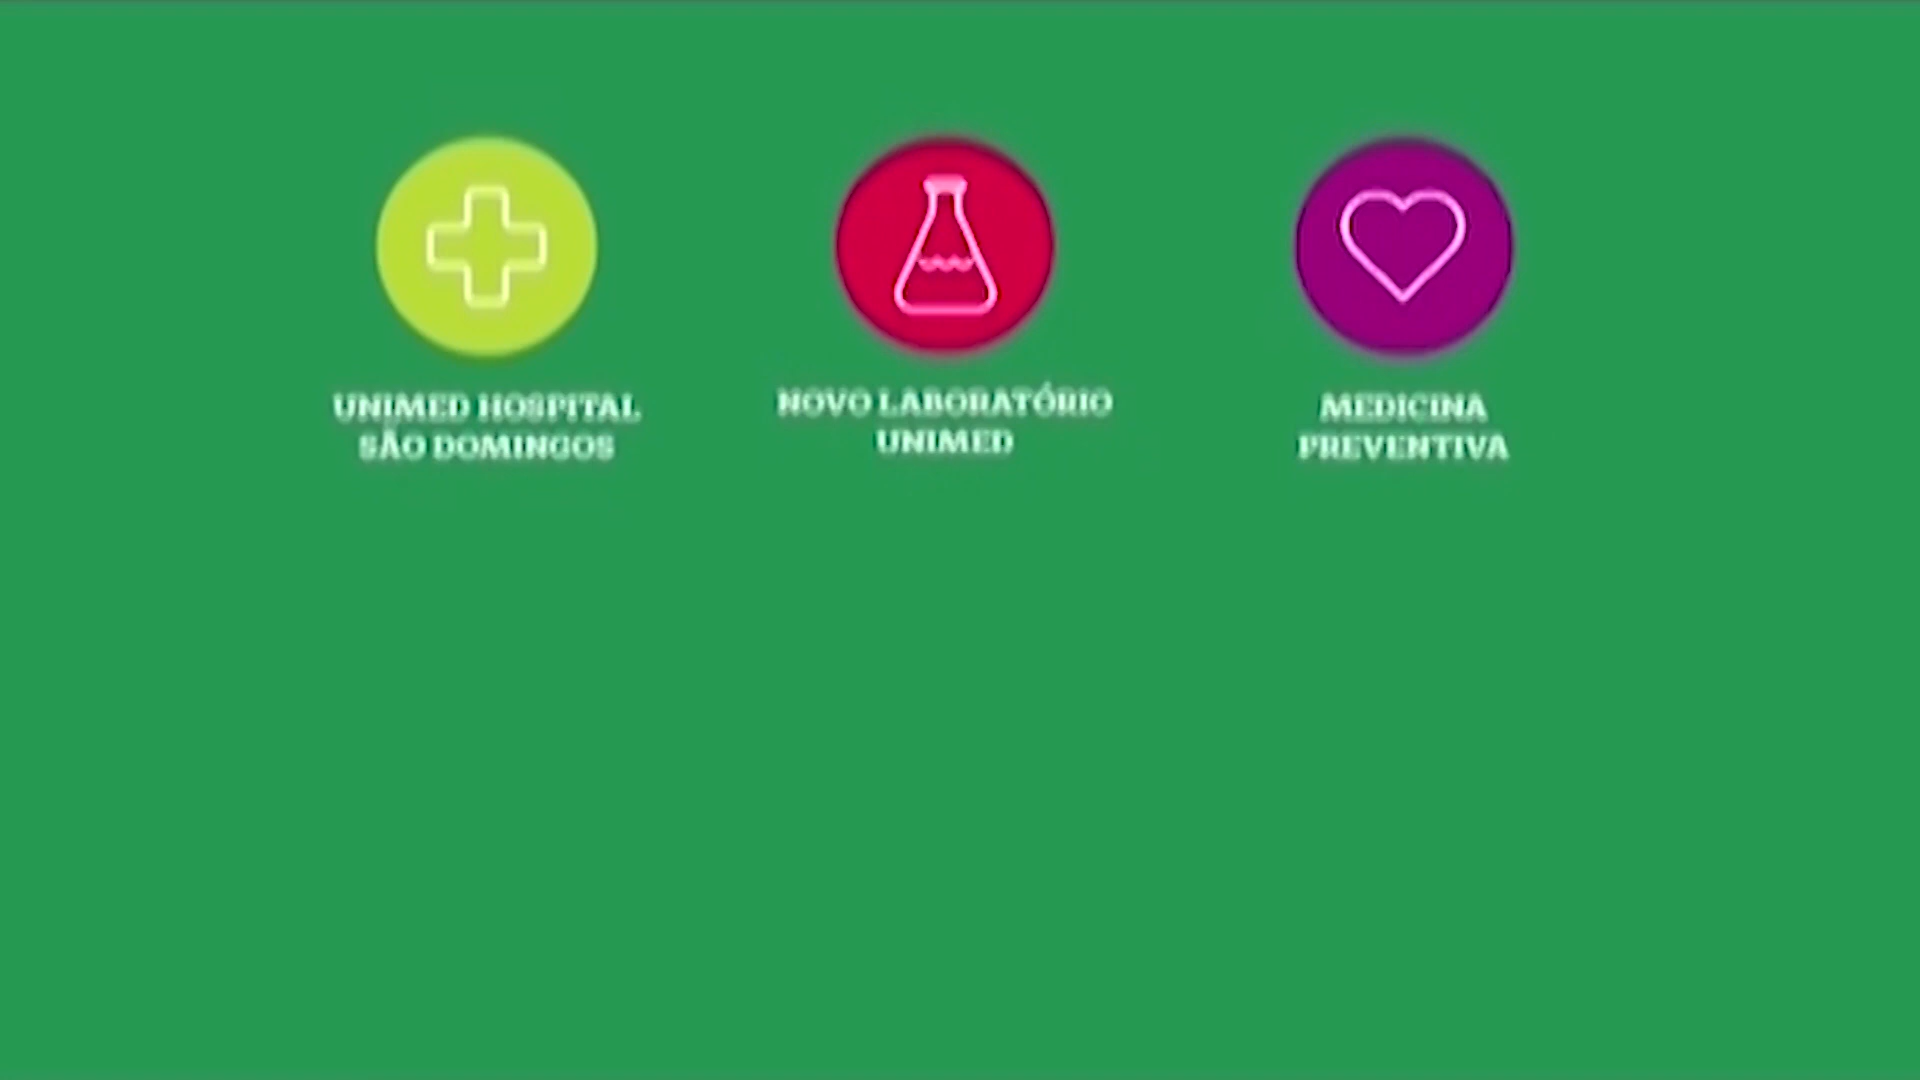 UNIMED HOSPITAL
SÃO DOMINGOS
NOVO LABORATÓRIO
UNIMED
MEDICINA
PREVENTIVA